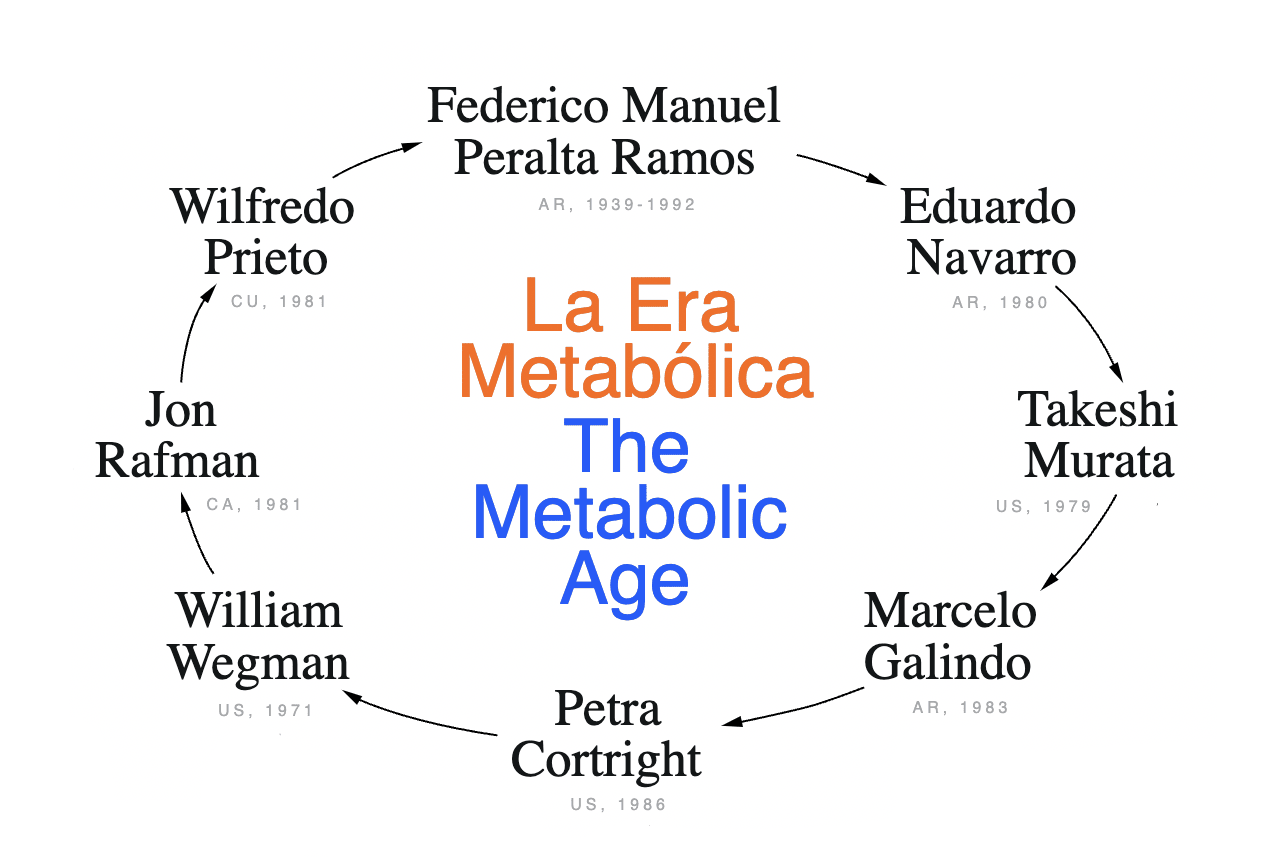 Federico Manuel
Peralta Ramos
AR, 1939-1992
Eduardo
Navarro
AR, 1980
Takeshi
Murata
US, 1979
Marcelo
Galindo
AR, 1983
Petra
Cortright
US, 1986
William
Wegman
US, 1971
Jon
Rafman
CA, 1981
Wilfredo
Prieto
CU, 1981
La Era
Metabólica
The
Metabolic
Age